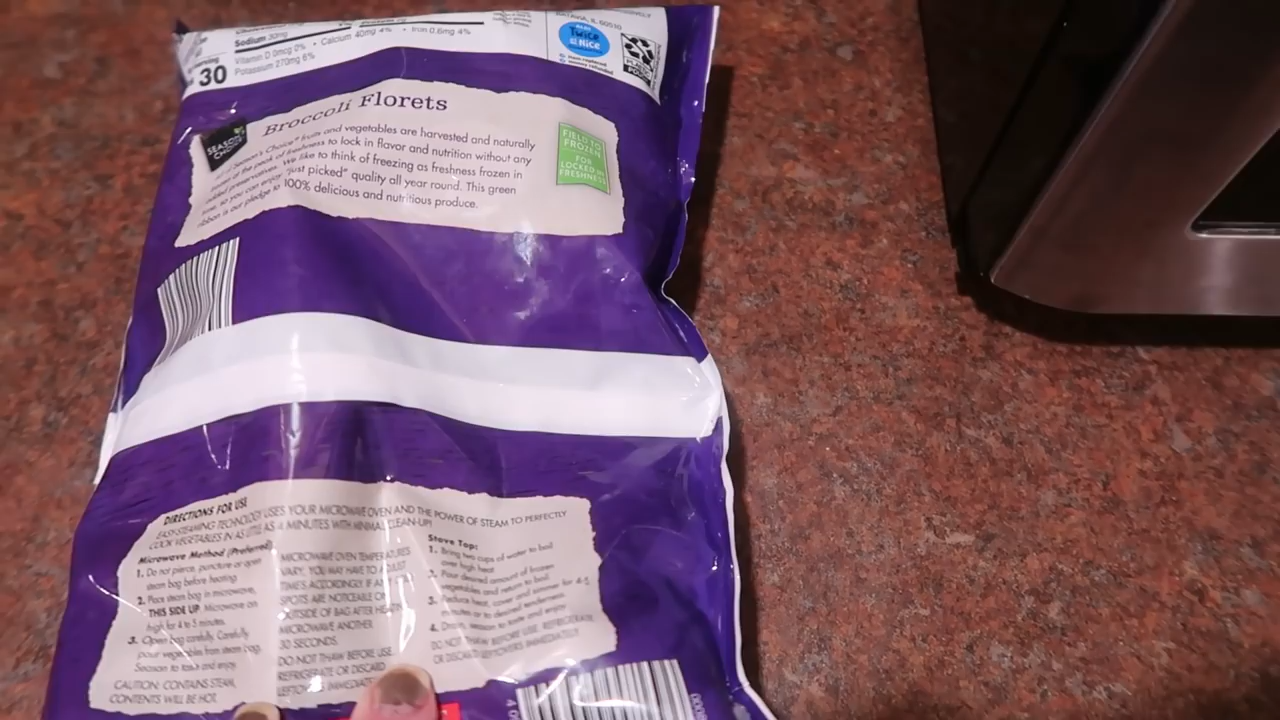 BATAVIA, IL 60510
Sodium 30mg
Vitamin D 0mcg 0% • Calcium 40mg 4% • Iron 0.6mg 4%
30 Potassium 270mg 6%
Twice
as Nice
Broccoli Florets
SEASON'S
CHOICE
Season's Choice® fruits and vegetables are harvested and naturally
at the peak of freshness to lock in flavor and nutrition without any
added preservatives. We like to think of freezing as freshness frozen in
time, so you can enjoy "just picked" quality all year round. This green
ribbon is our pledge to 100% delicious and nutritious produce.
FIELD TO
FROZEN
FOR
LOCKED IN
FRESHNESS
DIRECTIONS FOR USE
EASY-STEAMING TECHNOLOGY USES YOUR MICROWAVE OVEN AND THE POWER OF STEAM TO PERFECTLY
COOK VEGETABLES IN AS LITTLE AS 4 MINUTES WITH MINIMAL CLEAN-UP!
Microwave Method (Preferred)
1. Do not pierce, puncture or open
steam bag before heating.
2. Place steam bag in microwave,
THIS SIDE UP. Microwave on
high for 4 to 5 minutes.
3. Open bag carefully. Carefully
pour vegetables from steam bag.
Season to taste and enjoy.
CAUTION: CONTAINS STEAM,
CONTENTS WILL BE HOT.
MICROWAVE OVEN TEMPERATURES
VARY; YOU MAY HAVE TO ADJUST
TIMES ACCORDINGLY. IF
SPOTS ARE NOTICEABLE ON
OUTSIDE OF BAG AFTER HEATING
MICROWAVE ANOTHER
30 SECONDS.
DO NOT THAW BEFORE USE.
REFRIGERATE OR DISCARD
LEFTOVERS IMMEDIATELY
Stove Top:
1. Bring two cups of water to boil
over high heat.
2. Pour desired amount of frozen
vegetables and return to boil.
3. Reduce heat, cover and simmer for 4-5
minutes or to desired tenderness.
4. Drain, season to taste and enjoy.
DO NOT THAW BEFORE USE. REFRIGERATE
OR DISCARD LEFTOVERS IMMEDIATELY.